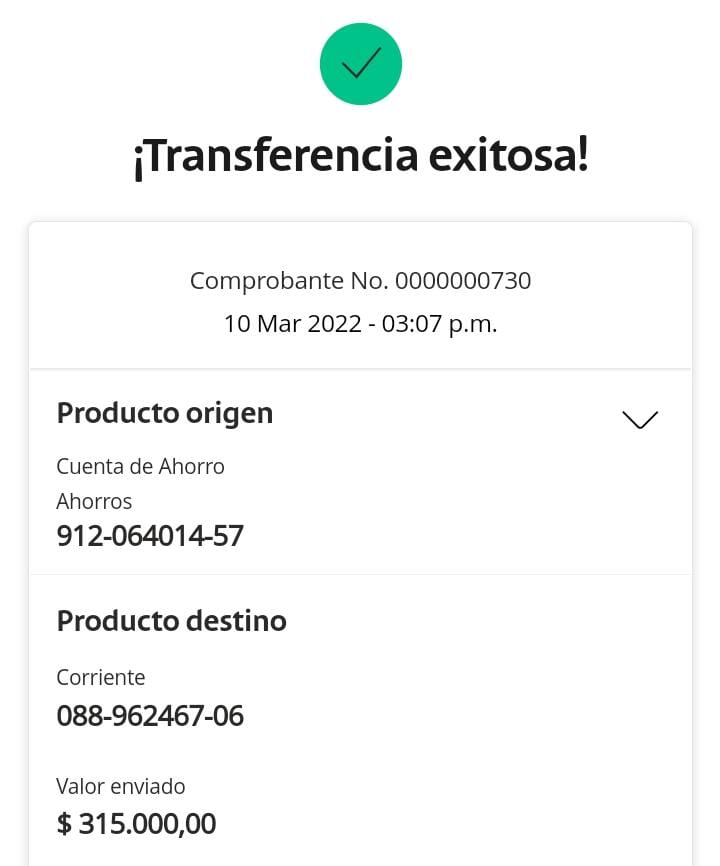 ¡Transferencia exitosa!
Comprobante No. 0000000730
10 Mar 2022 - 03:07 p.m.
Producto origen
Cuenta de Ahorro
Ahorros
912-064014-57
Producto destino
Corriente
088-962467-06
Valor enviado
$ 315.000,00